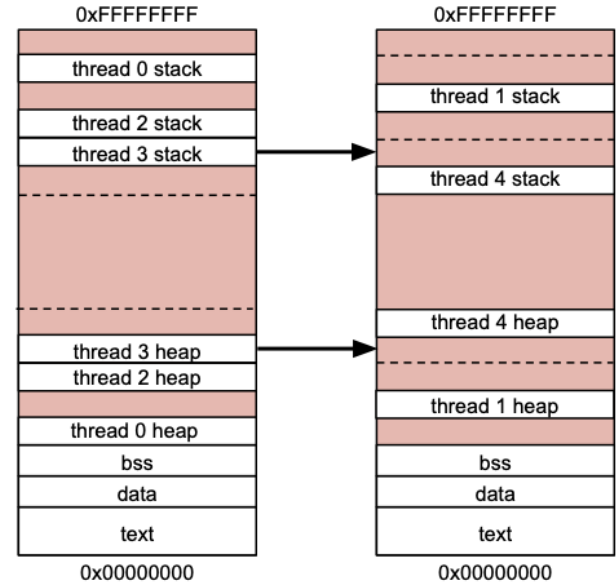 0xFFFFFFFF
thread 0 stack
thread 2 stack
thread 3 stack
thread 3 heap
thread 2 heap
thread 0 heap
bss
data
text
0x00000000
0xFFFFFFFF
thread 1 stack
thread 4 stack
thread 4 heap
thread 1 heap
bss
data
text
0x00000000